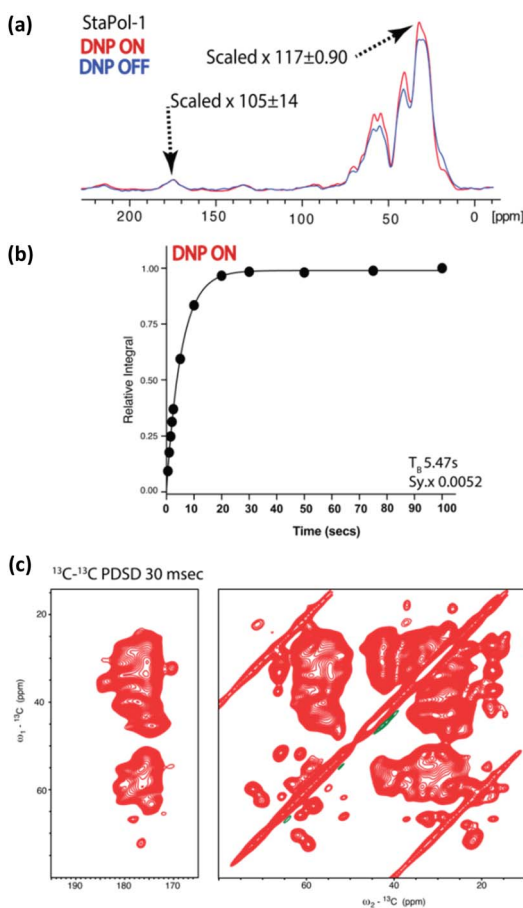 (a)
StaPol-1
DNP ON
DNP OFF
Scaled x 117±0.90
Scaled x 105±14
200 150 100 50 0 [ppm]
(b)
DNP ON
Relative Integral
1.00
0.75
0.50
0.25
0.00
T_B 5.47s
Sy.x 0.0052
0 10 20 30 40 50 60 70 80 90 100
Time (secs)
(c)
¹³C-¹³C PDSD 30 msec
ω₁ - ¹³C (ppm)
20
40
60
190 180 170
60 40 20
ω₂ - ¹³C (ppm)